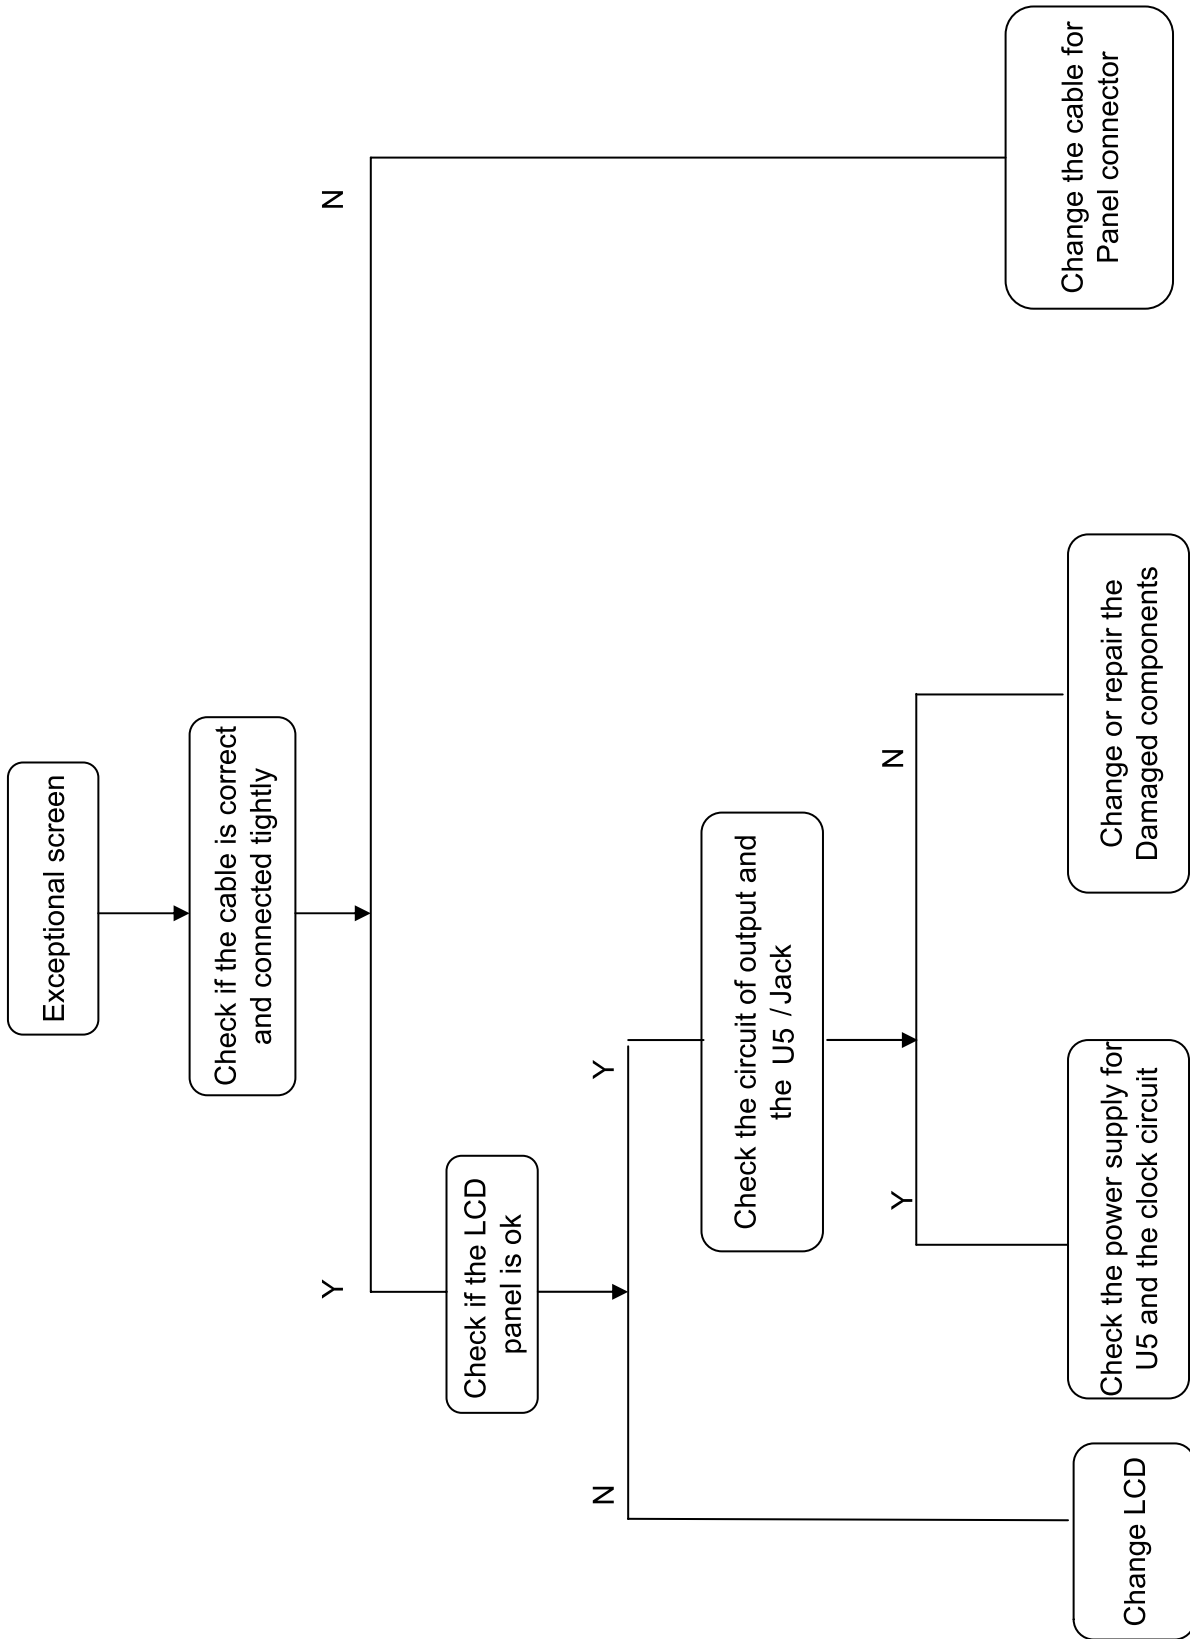 Exceptional screen
Check if the cable is correct
and connected tightly
Y
N
Check if the LCD
panel is ok
N
Y
Check the circuit of output and
the U5 / Jack
Y
N
Change LCD
Check the power supply for
U5 and the clock circuit
Change or repair the
Damaged components
Change the cable for
Panel connector